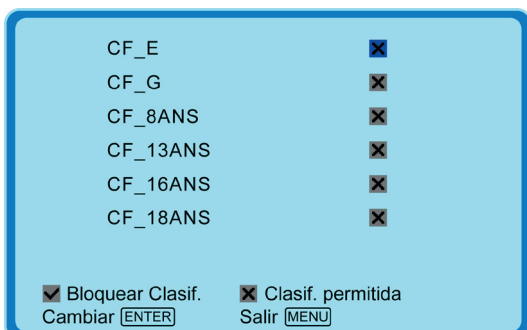 CF_E
CF_G
CF_8ANS
CF_13ANS
CF_16ANS
CF_18ANS
Bloquear Clasif. Clasif. permitida
Cambiar ENTER Salir MENU